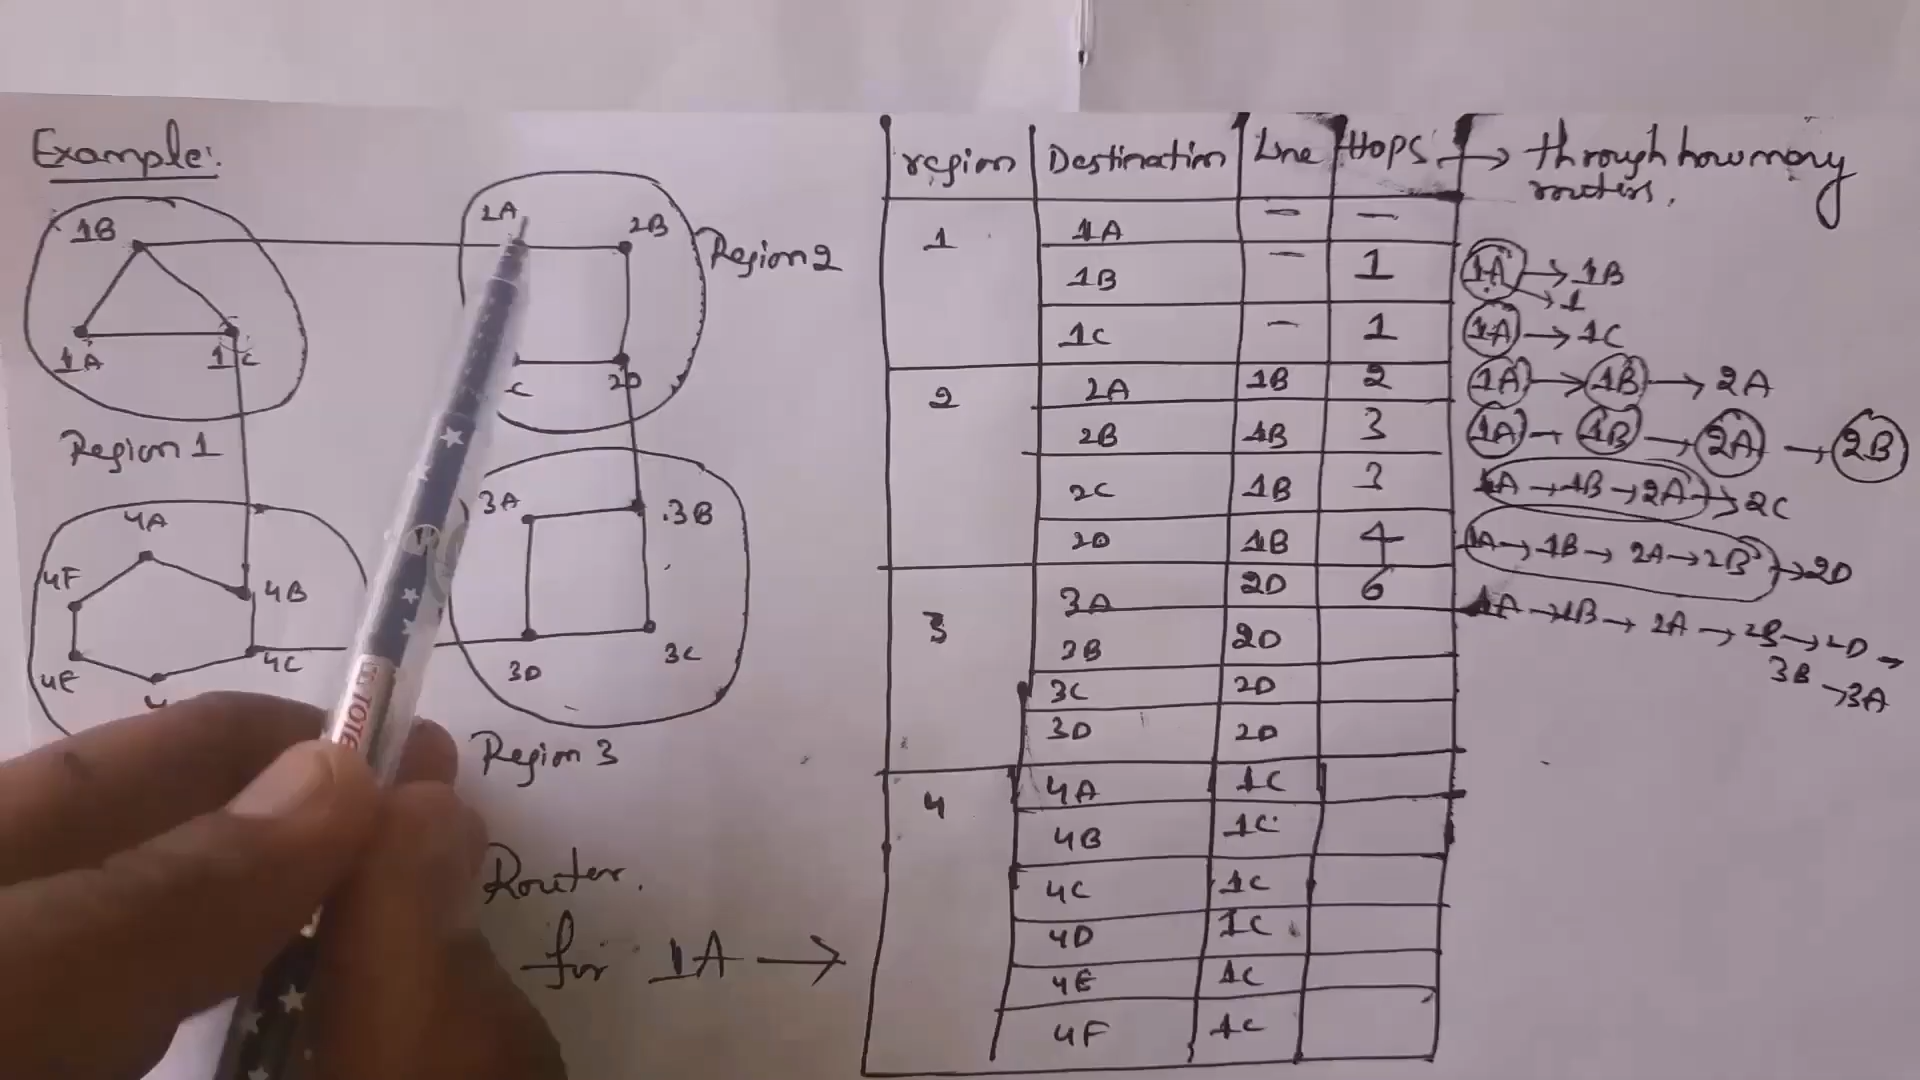 Example:
1B
1A
1C
Region 1
2A
2B
C
2D
Region 2
3A
3B
3D
3C
Region 3
4A
4F
4B
4E
4C
4
Router.
for 1A →
region Destination Line Hops → through how many
routers.
1 1A - -
1B - 1 1A → 1B
→ 1
1C - 1 1A → 1C
2 2A 1B 2 1A → 1B → 2A
2B 1B 3 1A → 1B → 2A → 2B
2C 1B 3 1A → 1B → 2A → 2C
2D 1B 4 1A → 1B → 2A → 2B → 2D
3 3A 2D 6 1A → 1B → 2A → 2B → 2D →
3B → 3A
3B 2D
3C 2D
3D 2D
4 4A 1C
4B 1C
4C 1C
4D 1C
4E 1C
4F 1C